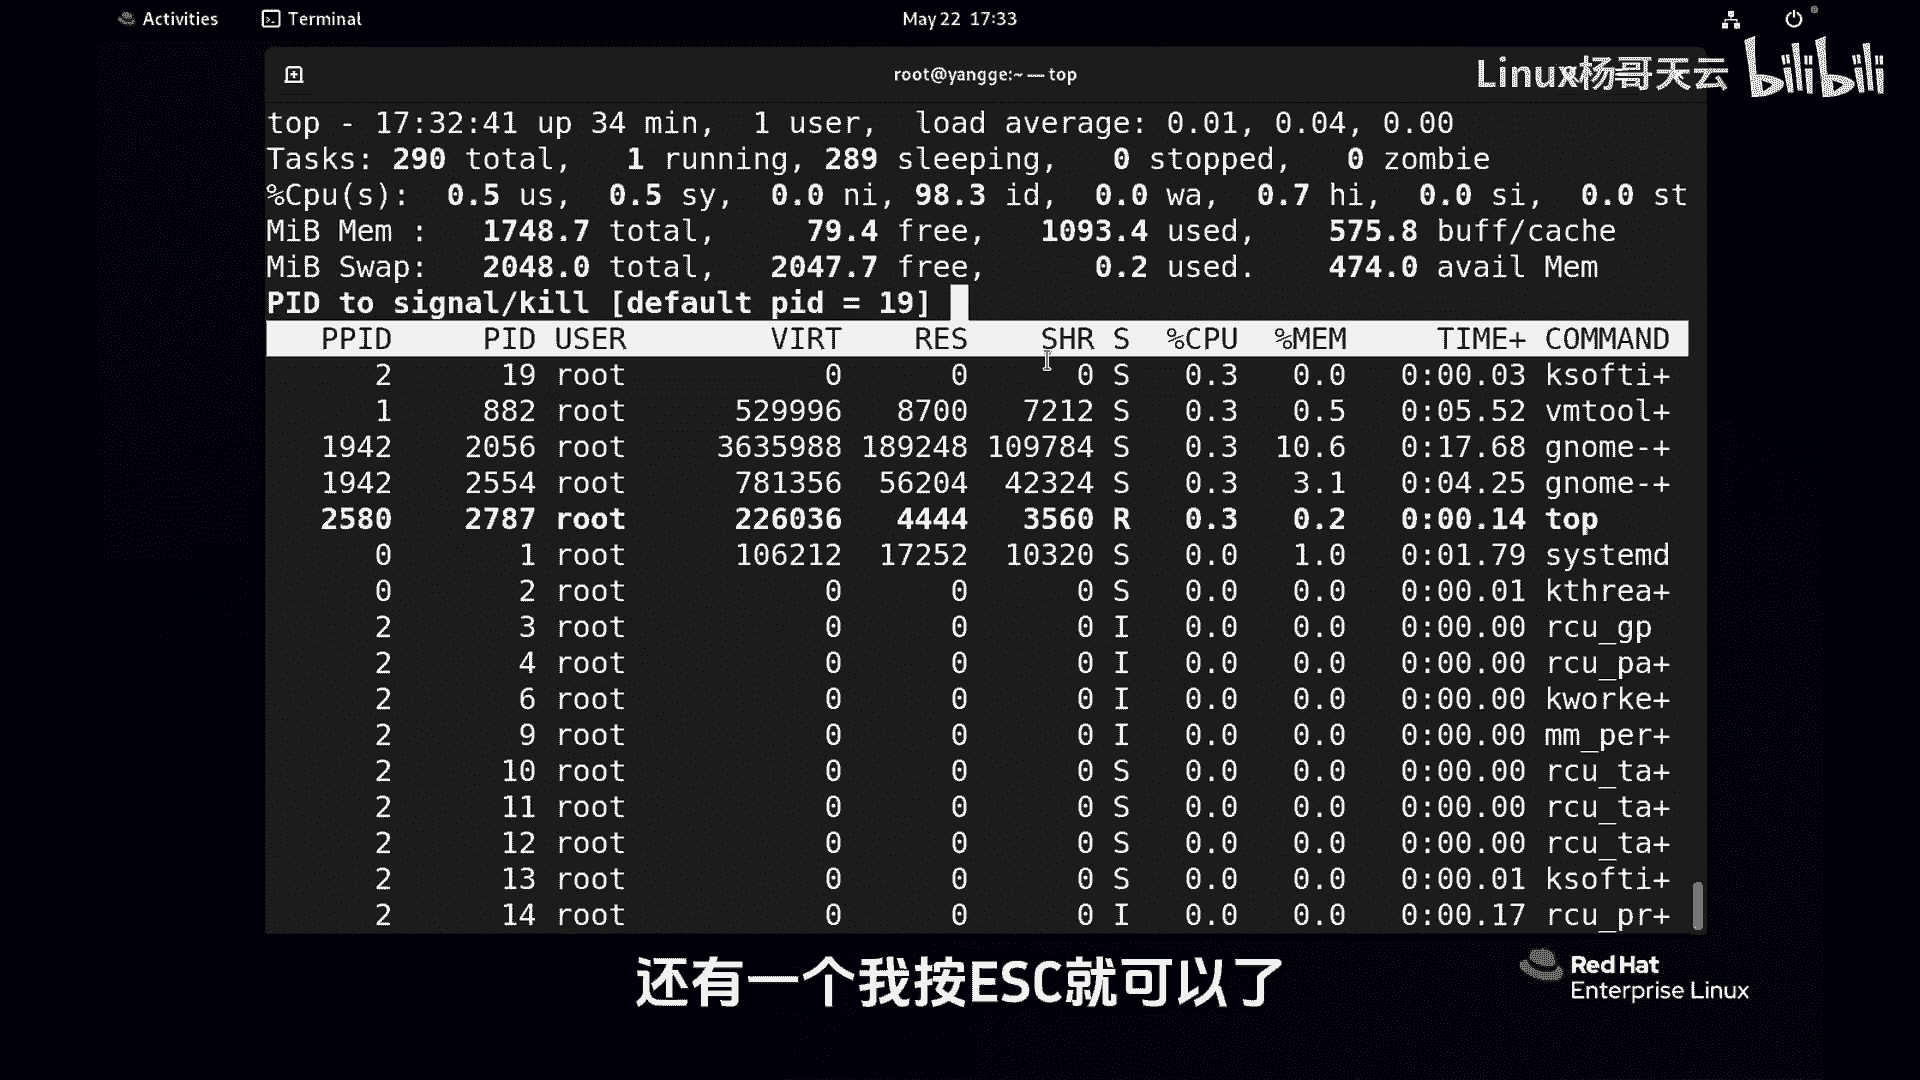 Activities Terminal May 22 17:33
root@yangge:~ — top
Linux杨哥天云 bilibili
top - 17:32:41 up 34 min,  1 user,  load average: 0.01, 0.04, 0.00
Tasks: 290 total,   1 running, 289 sleeping,   0 stopped,   0 zombie
%Cpu(s):  0.5 us,  0.5 sy,  0.0 ni, 98.3 id,  0.0 wa,  0.7 hi,  0.0 si,  0.0 st
MiB Mem :   1748.7 total,     79.4 free,   1093.4 used,    575.8 buff/cache
MiB Swap:   2048.0 total,   2047.7 free,      0.2 used.    474.0 avail Mem
PID to signal/kill [default pid = 19]
PPID PID USER VIRT RES SHR S %CPU %MEM TIME+ COMMAND
2 19 root 0 0 0 S 0.3 0.0 0:00.03 ksofti+
1 882 root 529996 8700 7212 S 0.3 0.5 0:05.52 vmtool+
1942 2056 root 3635988 189248 109784 S 0.3 10.6 0:17.68 gnome-+
1942 2554 root 781356 56204 42324 S 0.3 3.1 0:04.25 gnome-+
2580 2787 root 226036 4444 3560 R 0.3 0.2 0:00.14 top
0 1 root 106212 17252 10320 S 0.0 1.0 0:01.79 systemd
0 2 root 0 0 0 S 0.0 0.0 0:00.01 kthrea+
2 3 root 0 0 0 I 0.0 0.0 0:00.00 rcu_gp
2 4 root 0 0 0 I 0.0 0.0 0:00.00 rcu_pa+
2 6 root 0 0 0 I 0.0 0.0 0:00.00 kworke+
2 9 root 0 0 0 I 0.0 0.0 0:00.00 mm_per+
2 10 root 0 0 0 S 0.0 0.0 0:00.00 rcu_ta+
2 11 root 0 0 0 S 0.0 0.0 0:00.00 rcu_ta+
2 12 root 0 0 0 S 0.0 0.0 0:00.00 rcu_ta+
2 13 root 0 0 0 S 0.0 0.0 0:00.01 ksofti+
2 14 root 0 0 0 I 0.0 0.0 0:00.17 rcu_pr+
还有一个我按ESC就可以了
Red Hat
Enterprise Linux